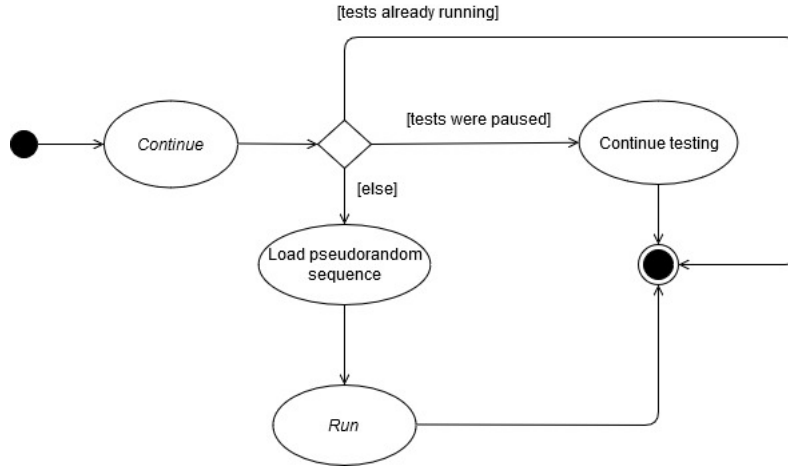 [tests already running]
[tests were paused]
Continue
Continue testing
[else]
Load pseudorandom
sequence
Run